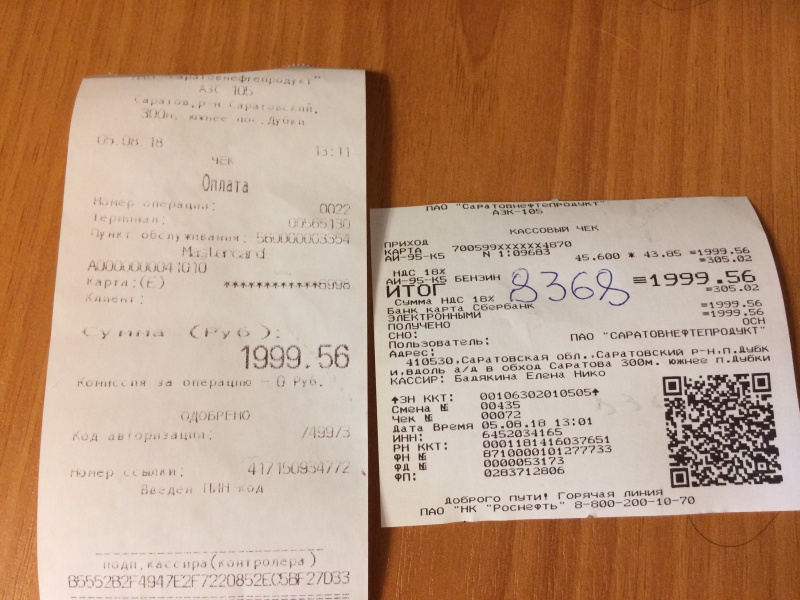 ПАО "Саратовнефтепродукт"
АЗС 105
Саратов, р-н Саратовский,
300м, южнее пос.Дубки
05.08.18 13:11
ЧЕК
Оплата
Номер операции: 0022
Терминал: 00565130
Пункт обслуживания: 560000003354
Mastercard
A0000000041010
Карта:(E) ************6998
Клиент:
Сумма (Руб):
1999.56
Комиссия за операцию – 0 Руб.
ОДОБРЕНО
Код авторизации: 749973
Номер ссылки: 417150934772
Введен ПИН-код
подп.кассира(контролера)
B5552B2F4947E2F7220852EC5BF27D33
ПАО "Саратовнефтепродукт"
АЗК-105
КАССОВЫЙ ЧЕК
ПРИХОД
КАРТА 700599XXXXXX4870
АИ-95-К5 N 1:09683 45.600 * 43.85 =1999.56
НДС 18% =305.02
АИ-95-К5 БЕНЗИН
ИТОГ ≡1999.56
Сумма НДС 18% =305.02
8368
Банк карта Сбербанк =1999.56
ЭЛЕКТРОННЫМИ =1999.56
ПОЛУЧЕНО
СНО: ОСН
Пользователь: ПАО "САРАТОВНЕФТЕПРОДУКТ"
Адрес:
410530,Саратовская обл.,Саратовский р-н,п.Дубк
и,вдоль а/д в обход Саратова 300м. южнее п.Дубки
КАССИР: Бадякина Елена Нико
↑ЗН ККТ: 00106302010505↑
Смена № 00435
Чек № 00072
Дата Время 05.08.18 13:01
ИНН: 6452034165
РН ККТ: 0001181416037651
ФН № 8710000101277733
ФД № 0000053173
ФП: 0283712806
Доброго пути! Горячая линия
ПАО "НК "Роснефть" 8-800-200-10-70